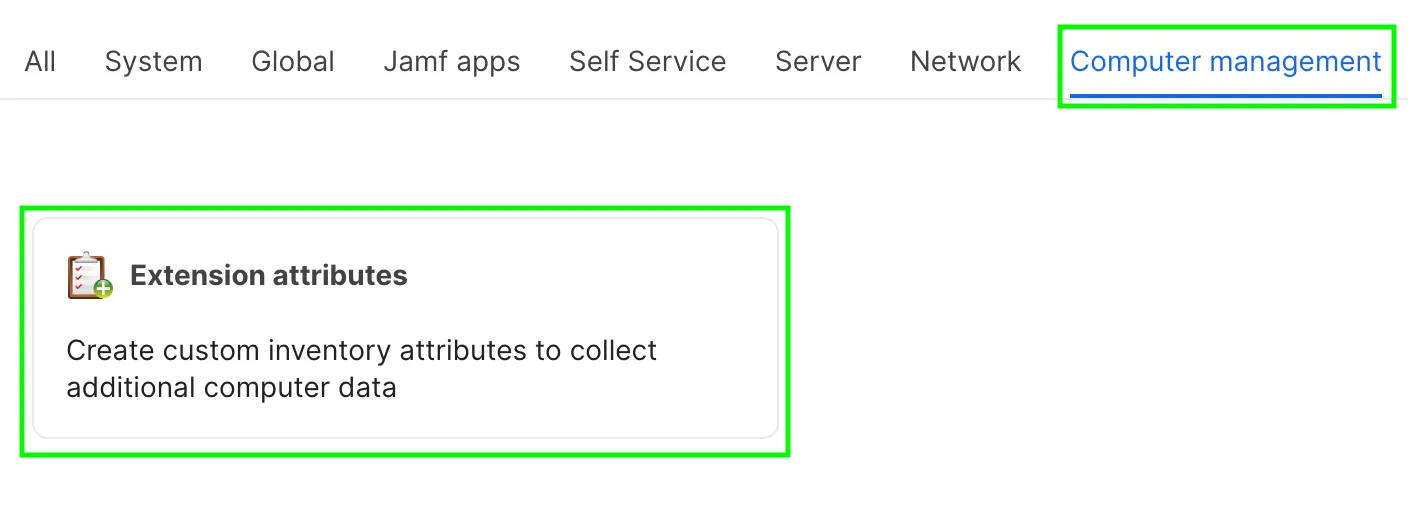 All System Global Jamf apps Self Service Server Network Computer management
Extension attributes
Create custom inventory attributes to collect
additional computer data